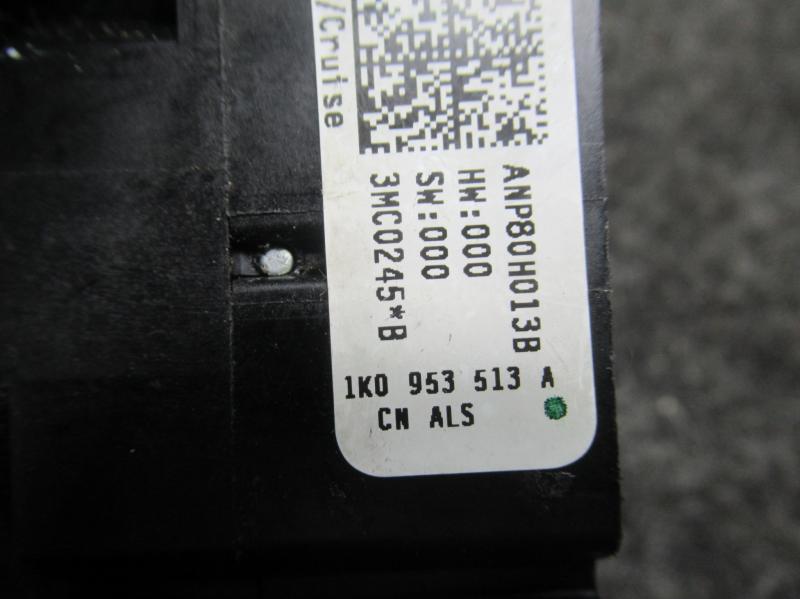 /Cruise
ANP80H013B
HW:000
SW:000
3MC0245*B
1K0 953 513 A
CN ALS